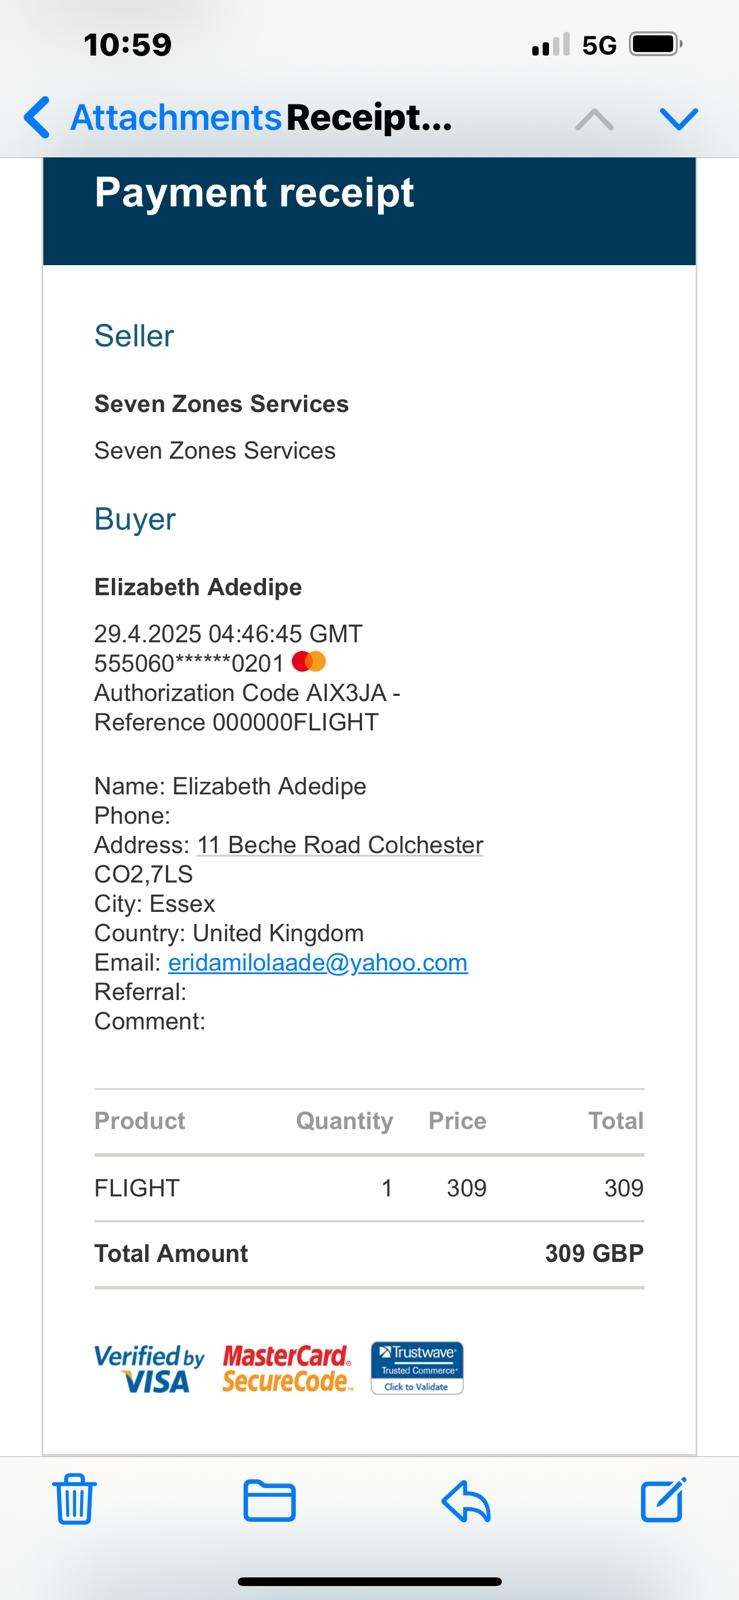 10:59
5G
Attachments Receipt...
Payment receipt
Seller
Seven Zones Services
Seven Zones Services
Buyer
Elizabeth Adedipe
29.4.2025 04:46:45 GMT
555060******0201
Authorization Code AIX3JA -
Reference 000000FLIGHT
Name: Elizabeth Adedipe
Phone:
Address: 11 Beche Road Colchester
CO2,7LS
City: Essex
Country: United Kingdom
Email: eridamilolaade@yahoo.com
Referral:
Comment:
Product Quantity Price Total
FLIGHT 1 309 309
Total Amount 309 GBP
Verified by
VISA
MasterCard®
SecureCode™
Trustwave®
Trusted Commerce®
Click to Validate